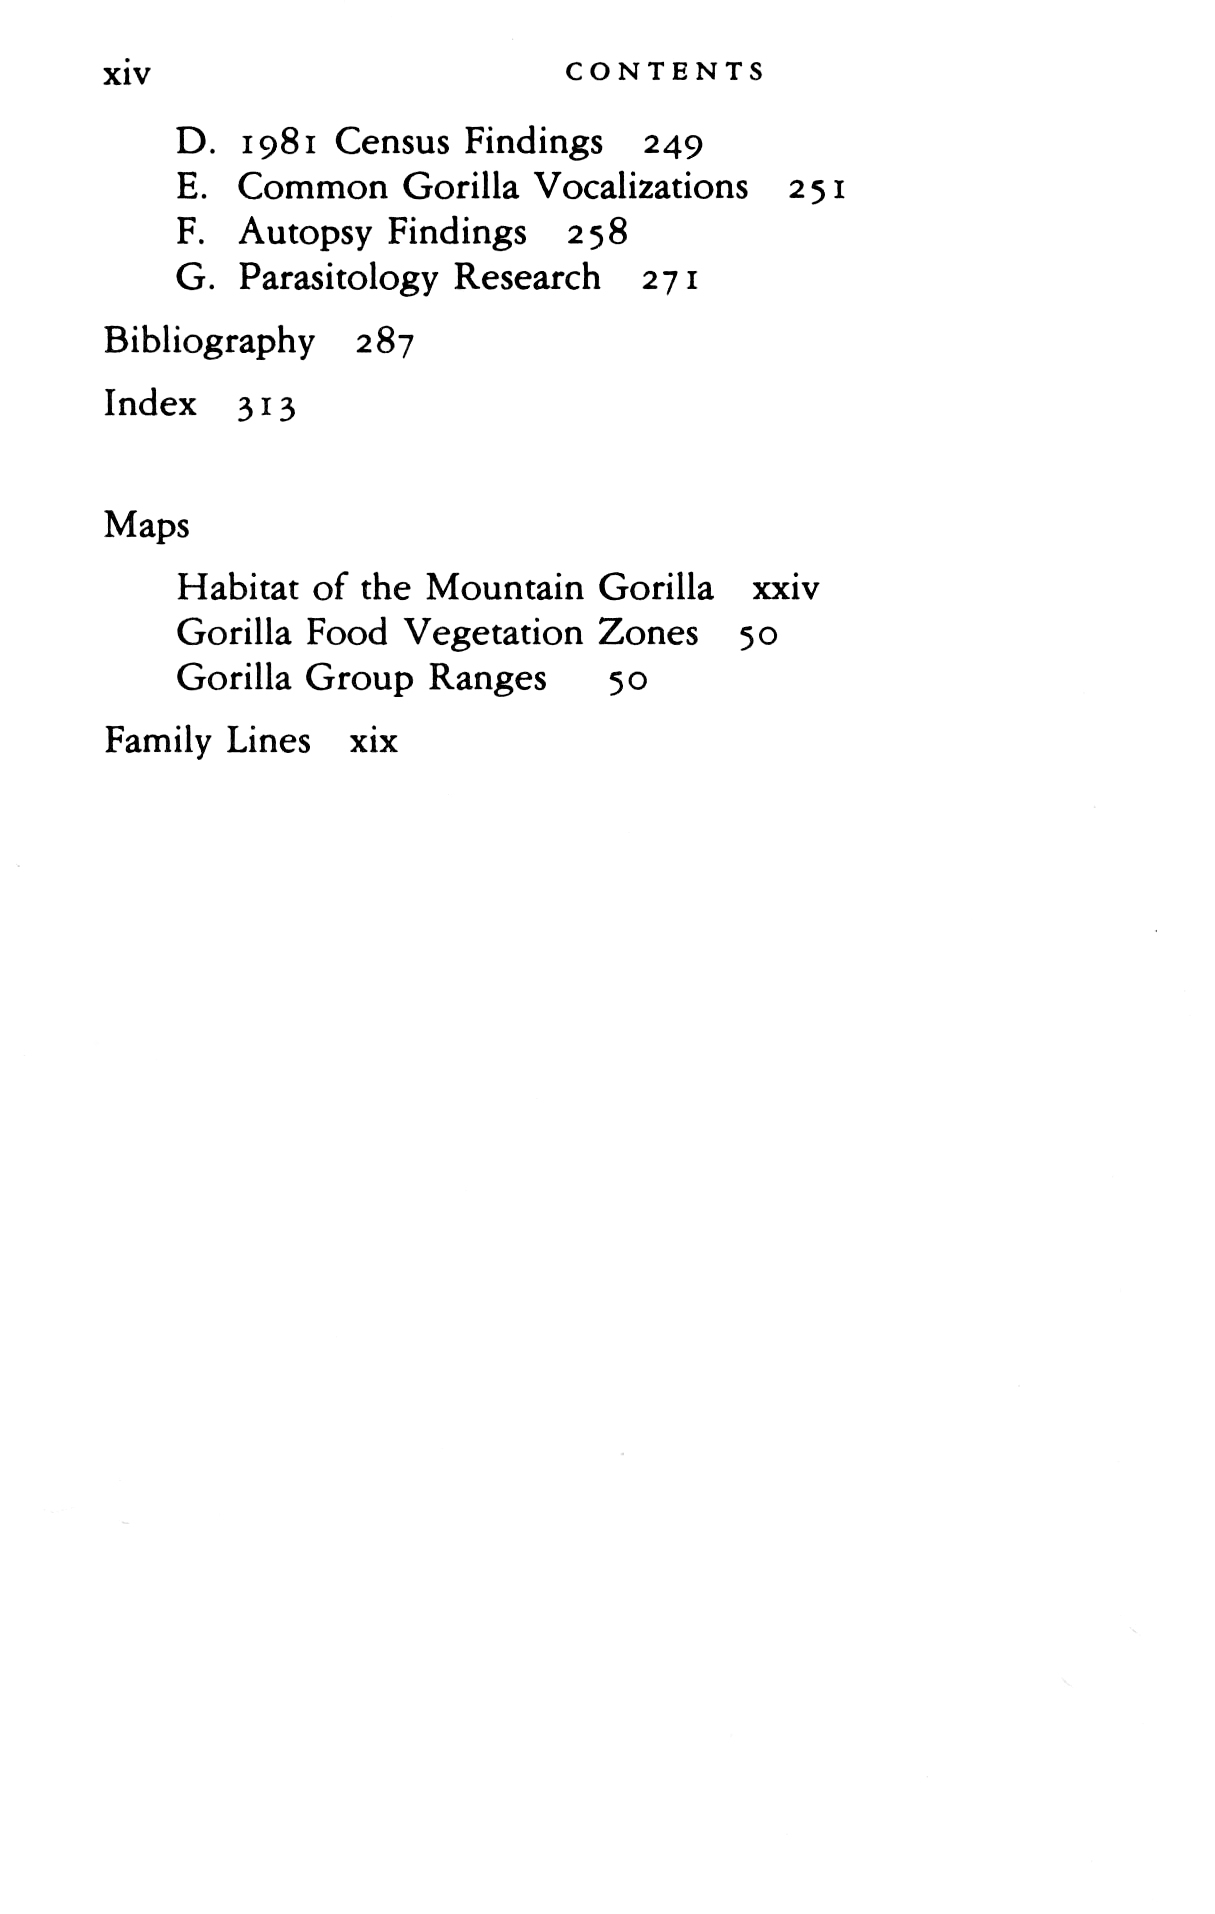 xiv CONTENTS
D. 1981 Census Findings 249
E. Common Gorilla Vocalizations 251
F. Autopsy Findings 258
G. Parasitology Research 271
Bibliography 287
Index 313
Maps
Habitat of the Mountain Gorilla xxiv
Gorilla Food Vegetation Zones 50
Gorilla Group Ranges 50
Family Lines xix